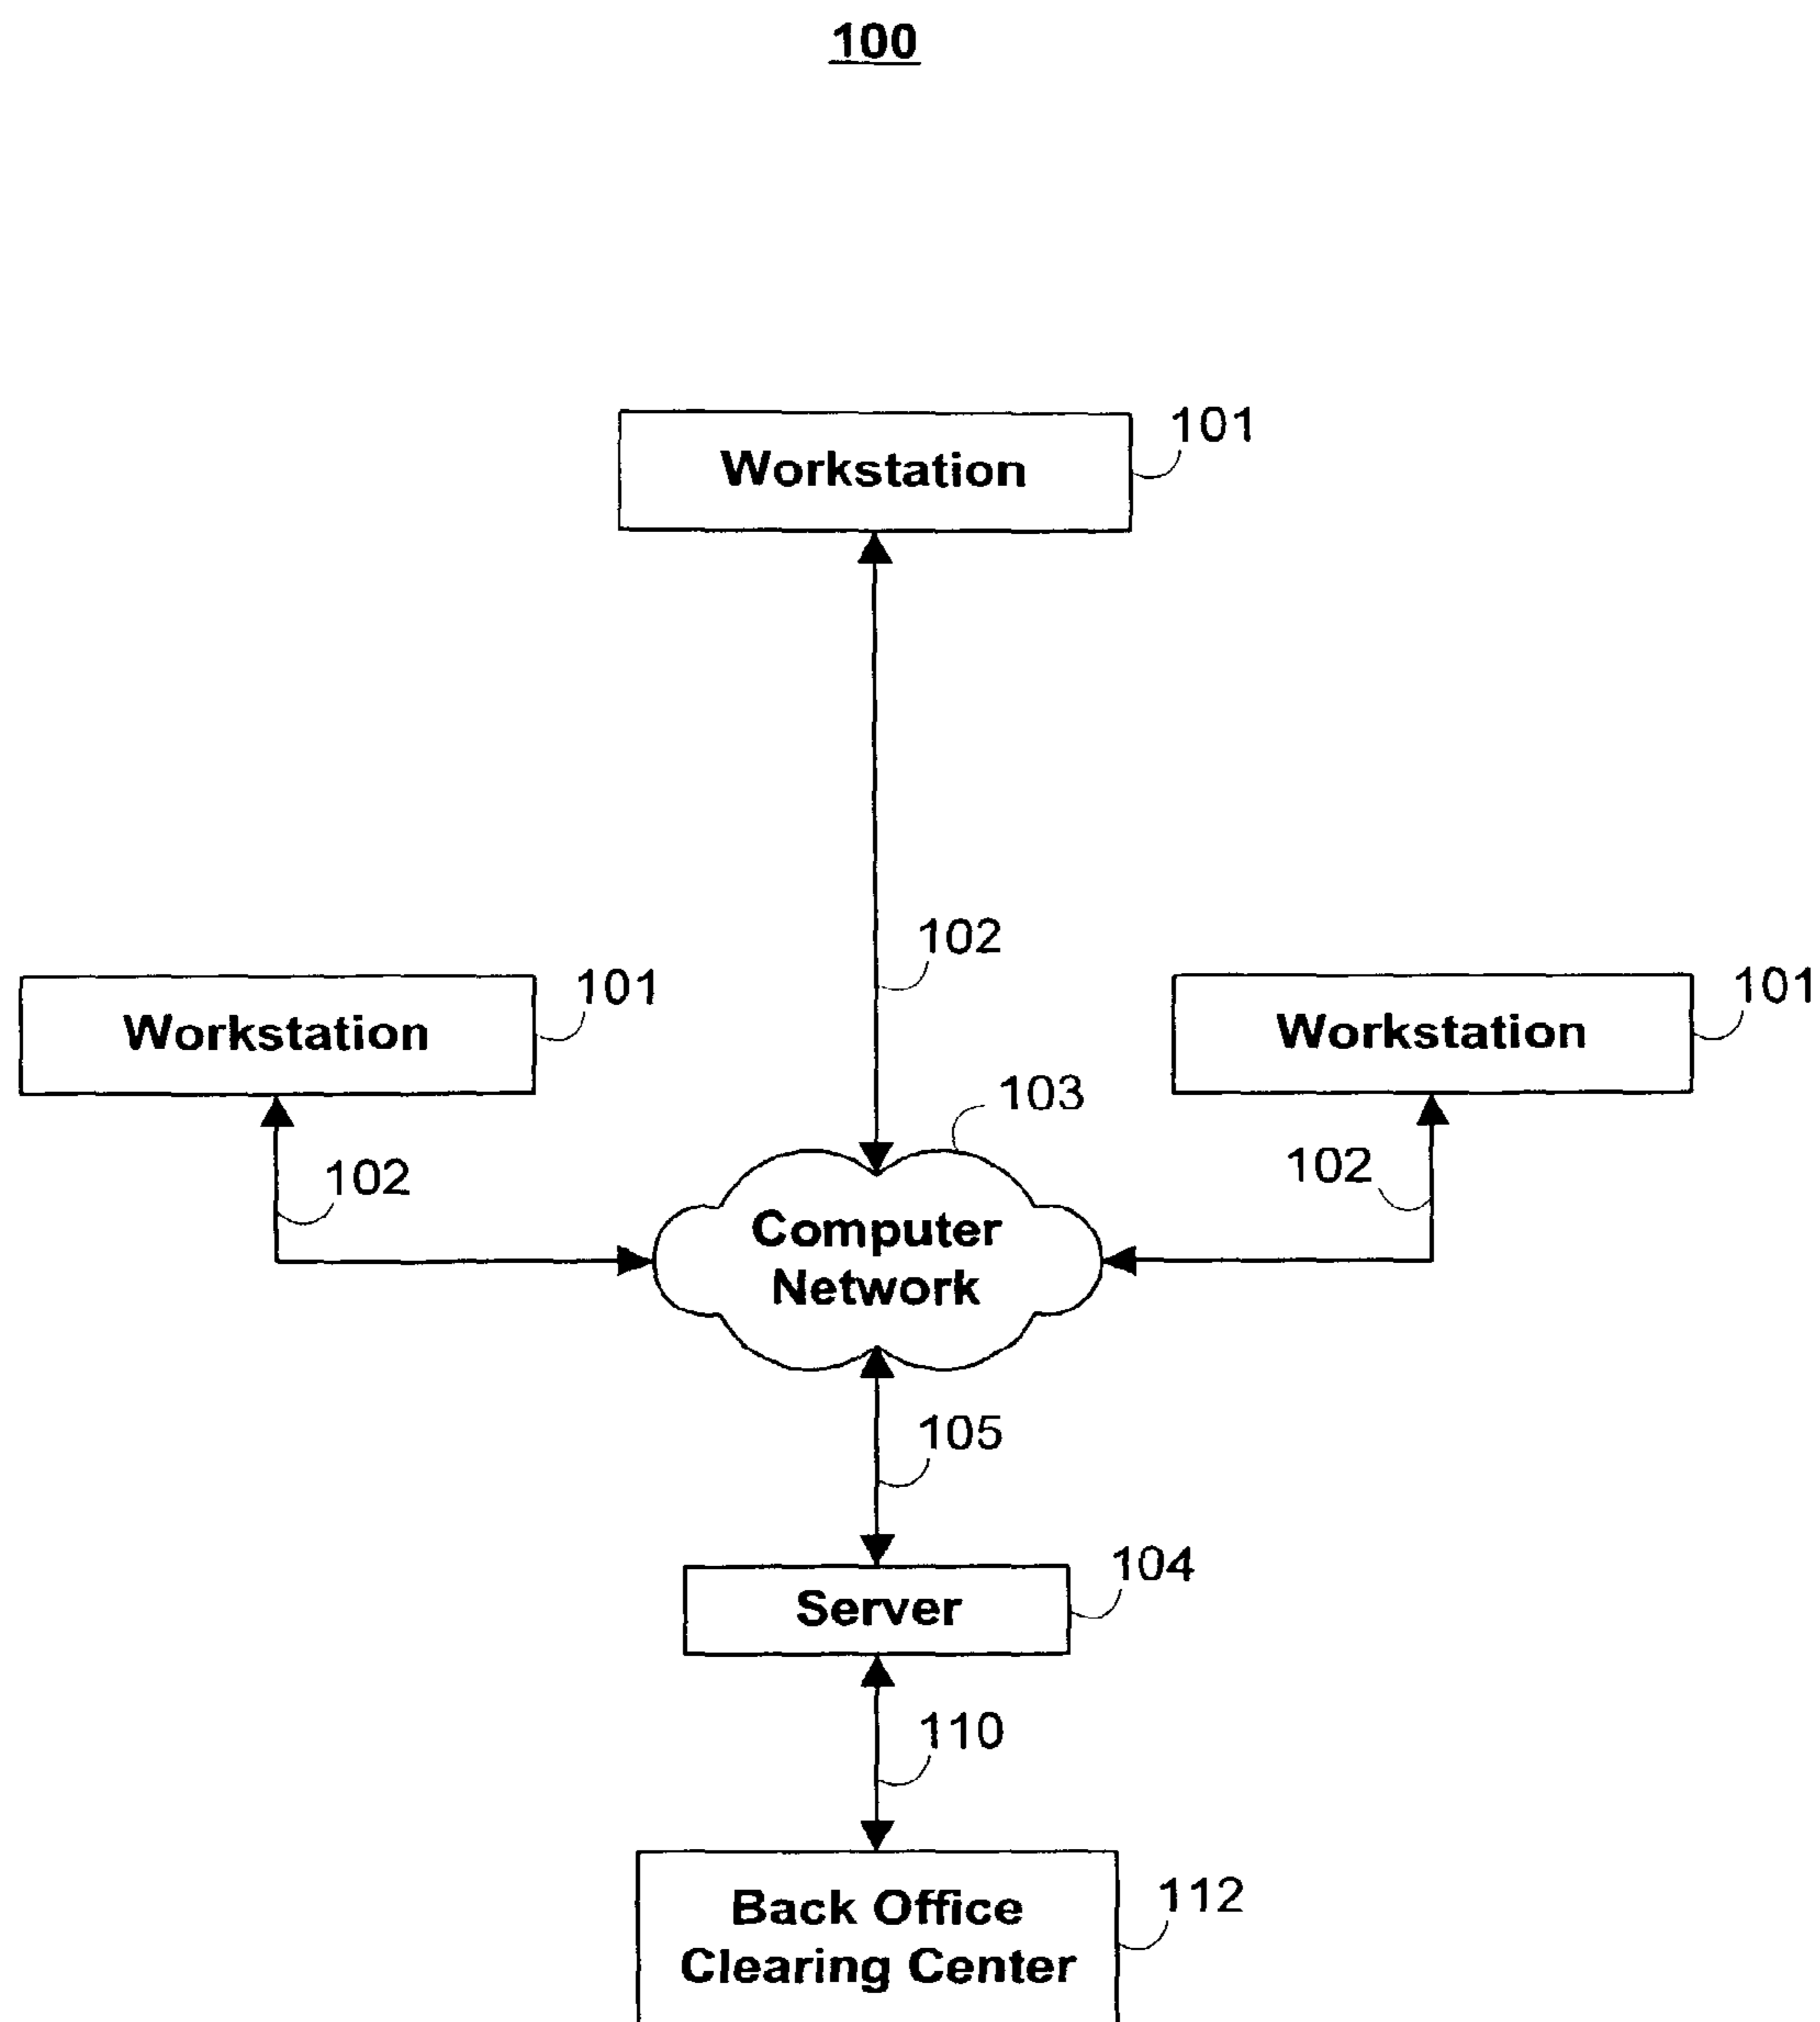 100
101
Workstation
102
101
Workstation
101
Workstation
103
102
102
Computer
Network
105
104
Server
110
112
Back Office
Clearing Center